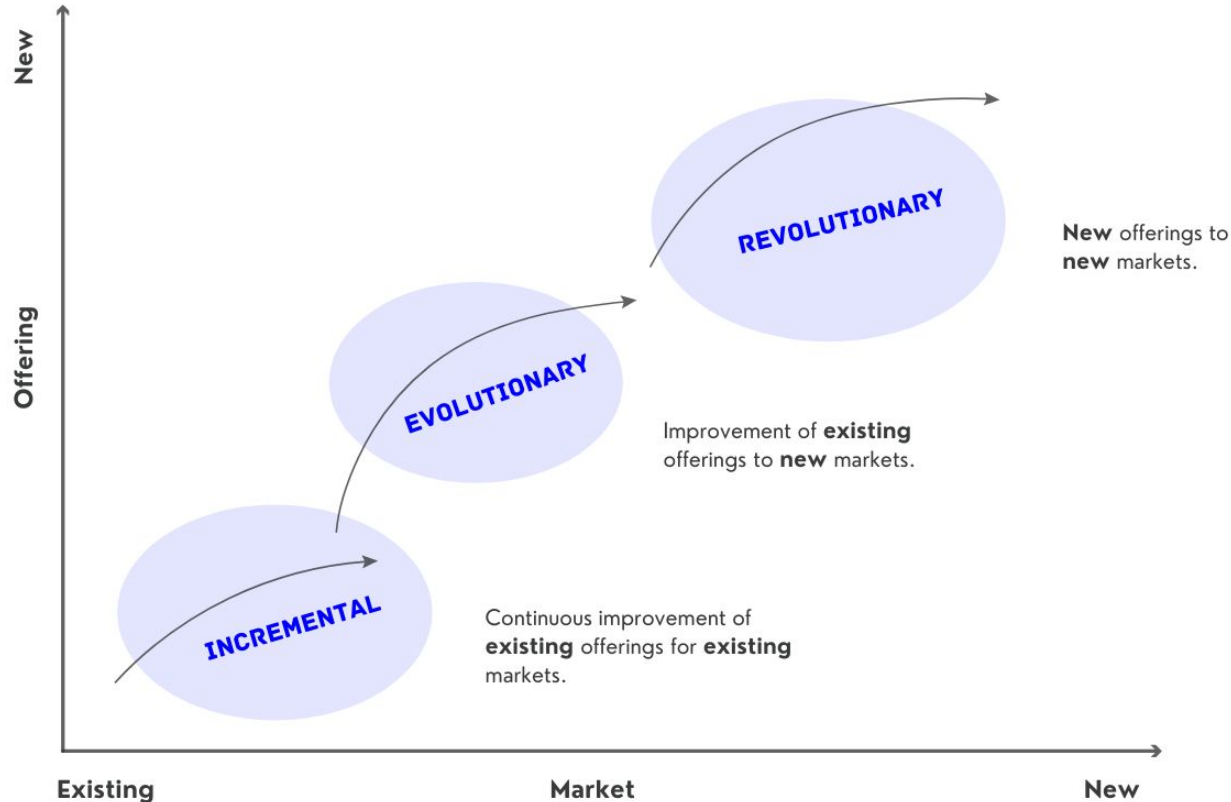 New
Offering
REVOLUTIONARY
New offerings to
new markets.
EVOLUTIONARY
Improvement of existing
offerings to new markets.
INCREMENTAL
Continuous improvement of
existing offerings for existing
markets.
Existing
Market
New